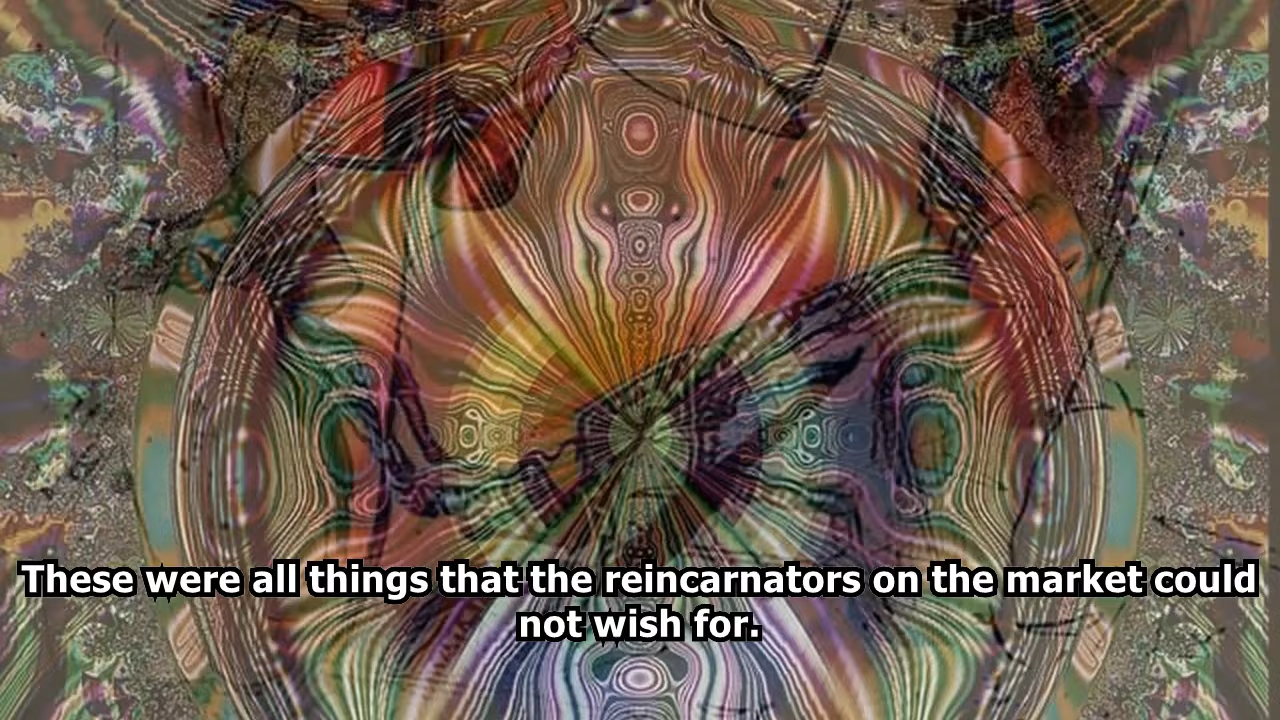 These were all things that the reincarnators on the market could
not wish for.